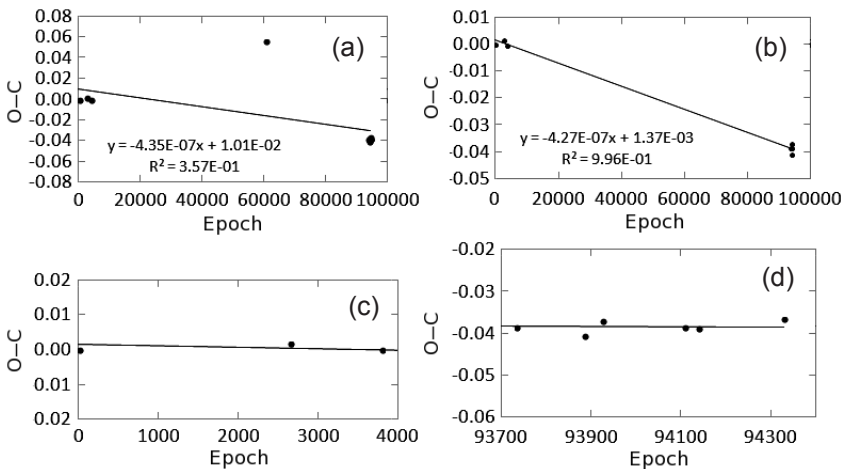 (a)
0.08
0.06
0.04
0.02
0.00
-0.02
-0.04
-0.06
-0.08
O−C
y = -4.35E-07x + 1.01E-02
R² = 3.57E-01
0 20000 40000 60000 80000 100000
Epoch
(b)
0.01
0.00
-0.01
-0.02
-0.03
-0.04
-0.05
O−C
y = -4.27E-07x + 1.37E-03
R² = 9.96E-01
0 20000 40000 60000 80000 100000
Epoch
(c)
0.02
0.01
0.00
0.01
0.02
O−C
0 1000 2000 3000 4000
Epoch
(d)
-0.02
-0.03
-0.04
-0.05
-0.06
O−C
93700 93900 94100 94300
Epoch